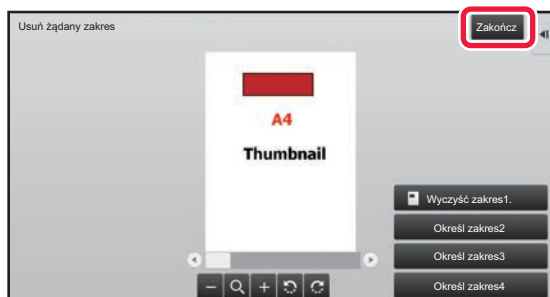 Usuń żądany zakres
Zakończ
A4
Thumbnail
Wyczyść zakres1.
Określ zakres2
Określ zakres3
Określ zakres4